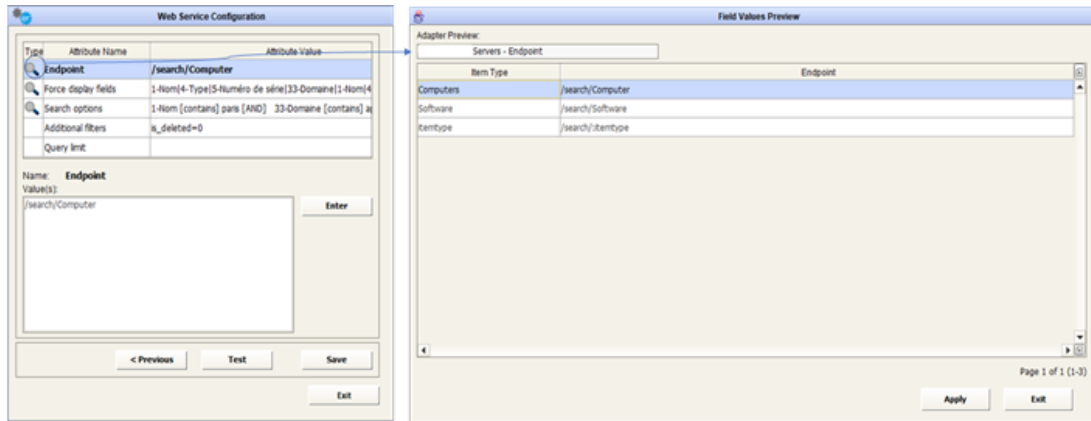 Web Service Configuration
Type Attribute Name Attribute Value
Endpoint /search/Computer
Force display fields 1-Nom|4-Type|5-Numéro de série|33-Domaine|1-Nom|4
Search options 1-Nom [contains] paris [AND] 33-Domaine [contains]
Additional filters is_deleted=0
Query limit
Name: Endpoint
Value(s):
/search/Computer
Enter
< Previous Test Save
Exit
Field Values Preview
Adapter Preview:
Servers - Endpoint
Item Type Endpoint
Computers /search/Computer
Software /search/Software
itemtype /search/:itemtype
Page 1 of 1 (1-3)
Apply Exit